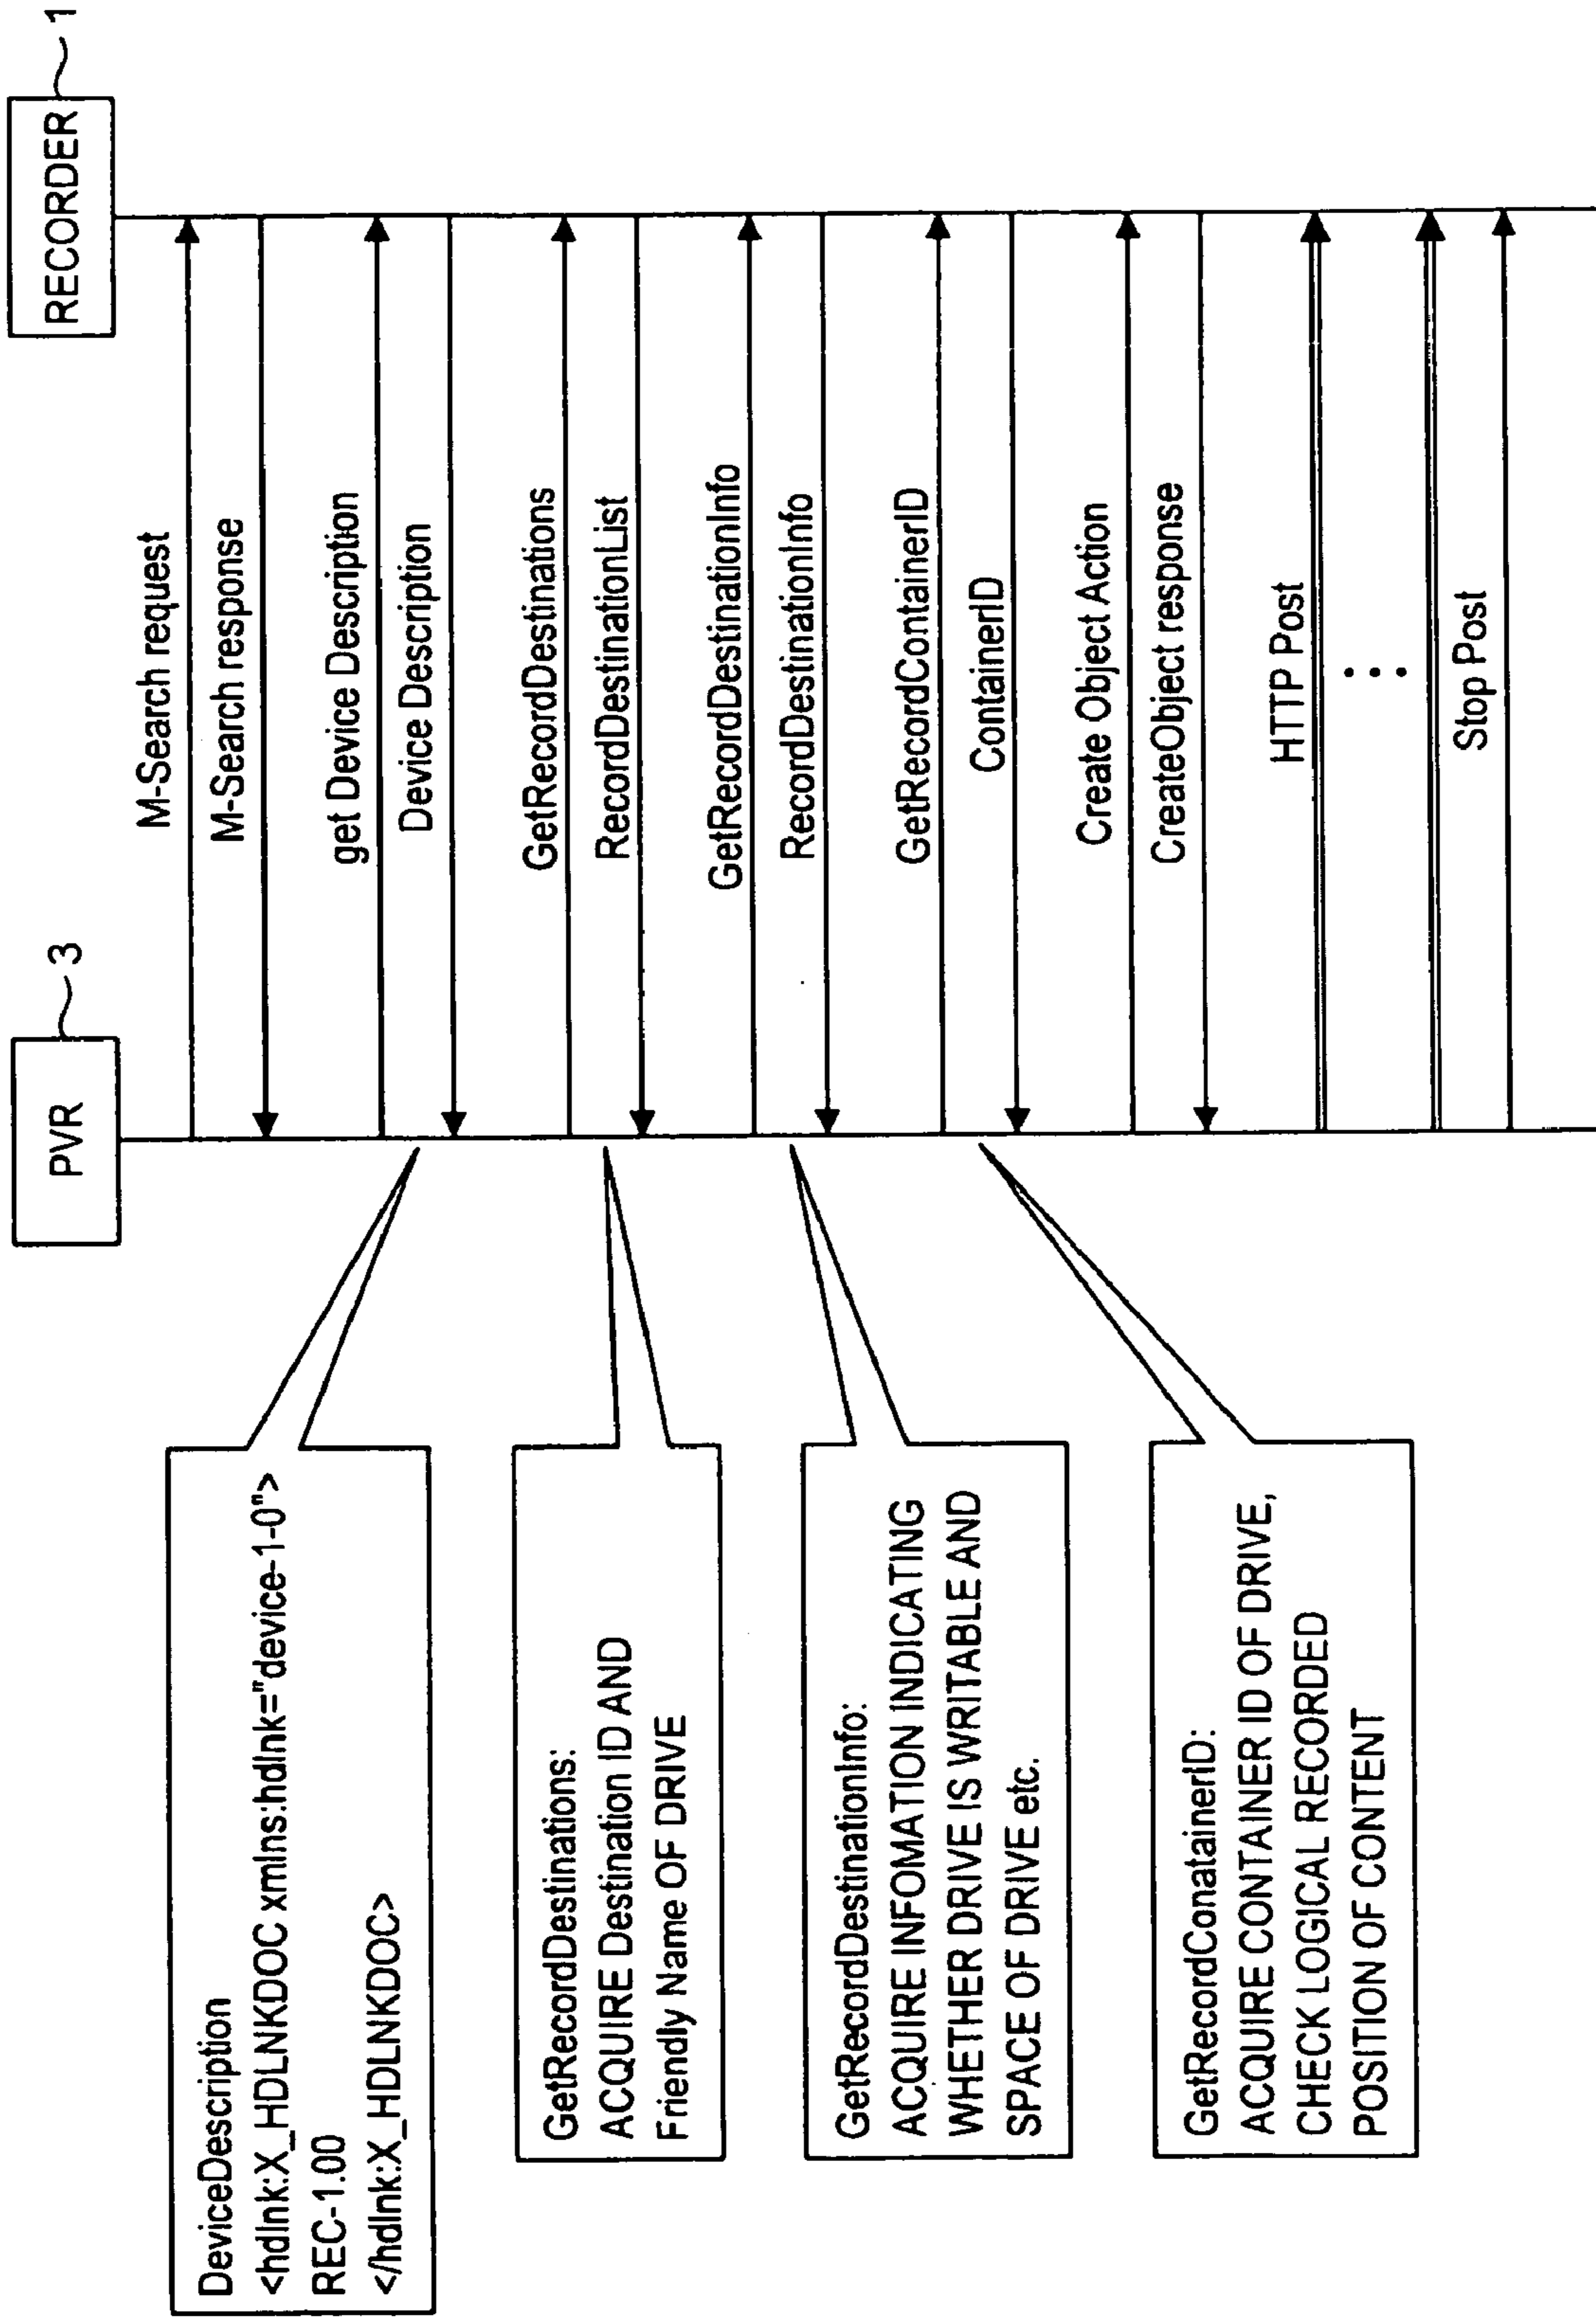 PVR
3
RECORDER
1
M-Search request
M-Search response
get Device Description
Device Description
GetRecordDestinations
RecordDestinationList
GetRecordDestinationInfo
RecordDestinationInfo
GetRecordContainerID
ContainerID
Create Object Action
CreateObject response
HTTP Post
...
Stop Post
DeviceDescription
<hdlnk:X_HDLNKDOC xmlns:hdlnk="device-1-0">
REC-1.00
</hdlnk:X_HDLNKDOC>
GetRecordDestinations:
ACQUIRE Destination ID AND
Friendly Name OF DRIVE
GetRecordDestinationInfo:
ACQUIRE INFOMATION INDICATING
WHETHER DRIVE IS WRITABLE AND
SPACE OF DRIVE etc.
GetRecordConatainerID:
ACQUIRE CONTAINER ID OF DRIVE,
CHECK LOGICAL RECORDED
POSITION OF CONTENT